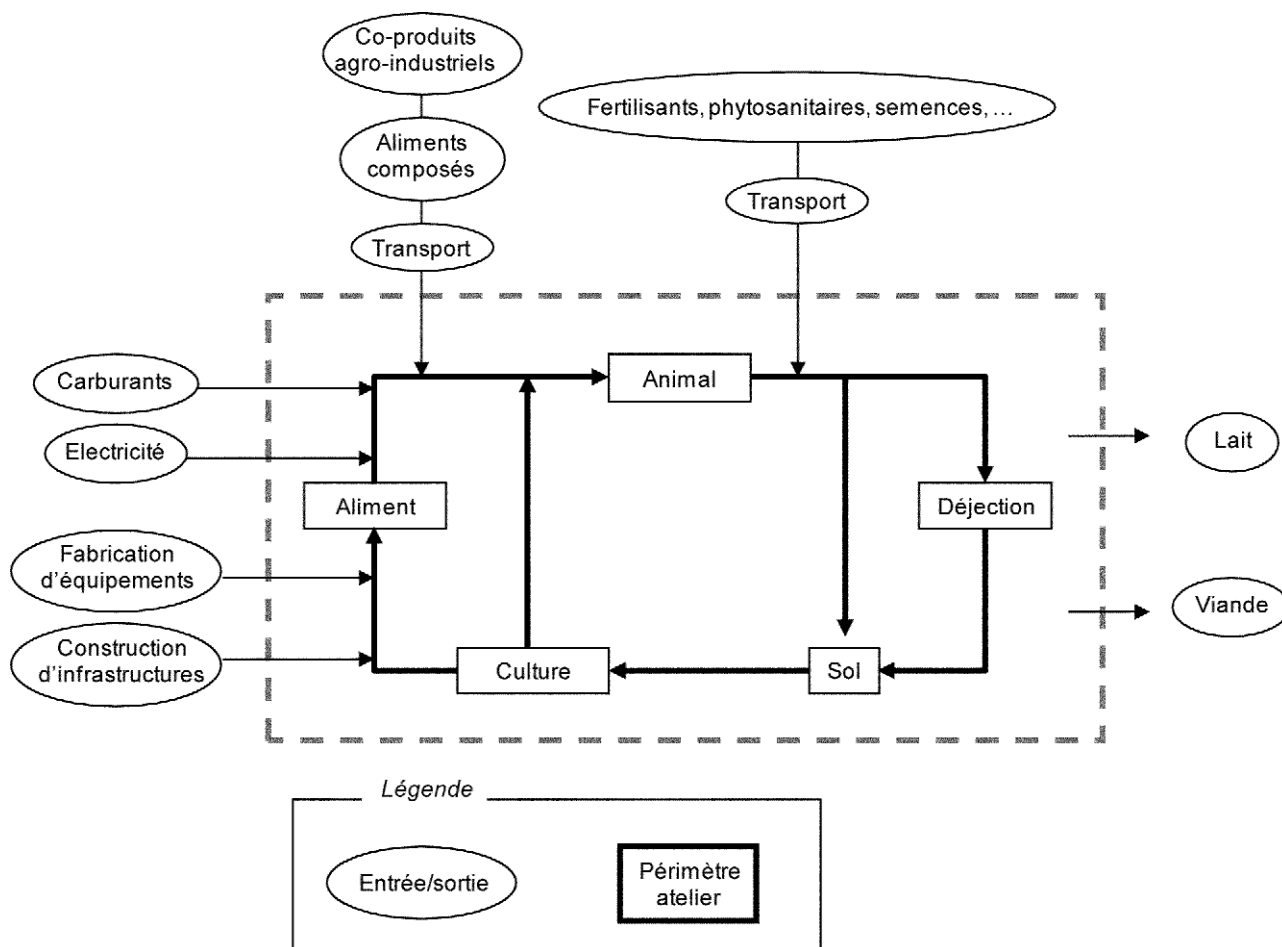 Co-produits
agro-industriels
Fertilisants, phytosanitaires, semences, ...
Aliments
composés
Transport
Transport
Carburants
Animal
Electricité
Lait
Aliment
Déjection
Fabrication
d'équipements
Viande
Construction
d'infrastructures
Culture
Sol
Légende
Entrée/sortie
Périmètre
atelier